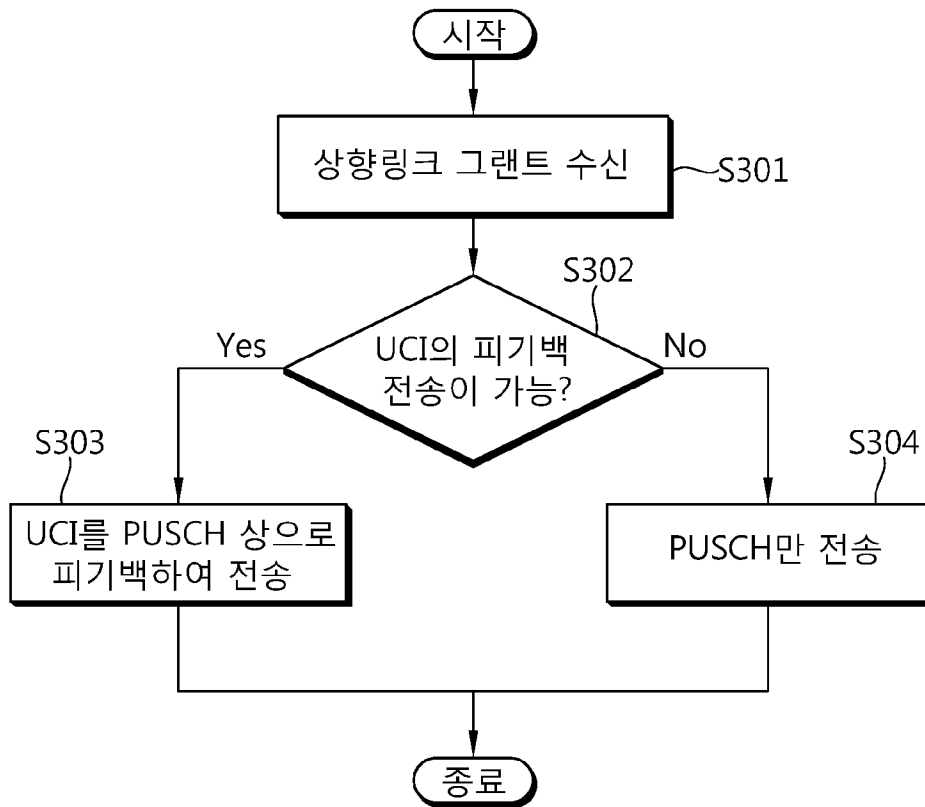 시작
상향링크 그랜트 수신
S301
S302
Yes
UCI의 피기백
전송이 가능?
No
S303
UCI를 PUSCH 상으로
피기백하여 전송
S304
PUSCH만 전송
종료